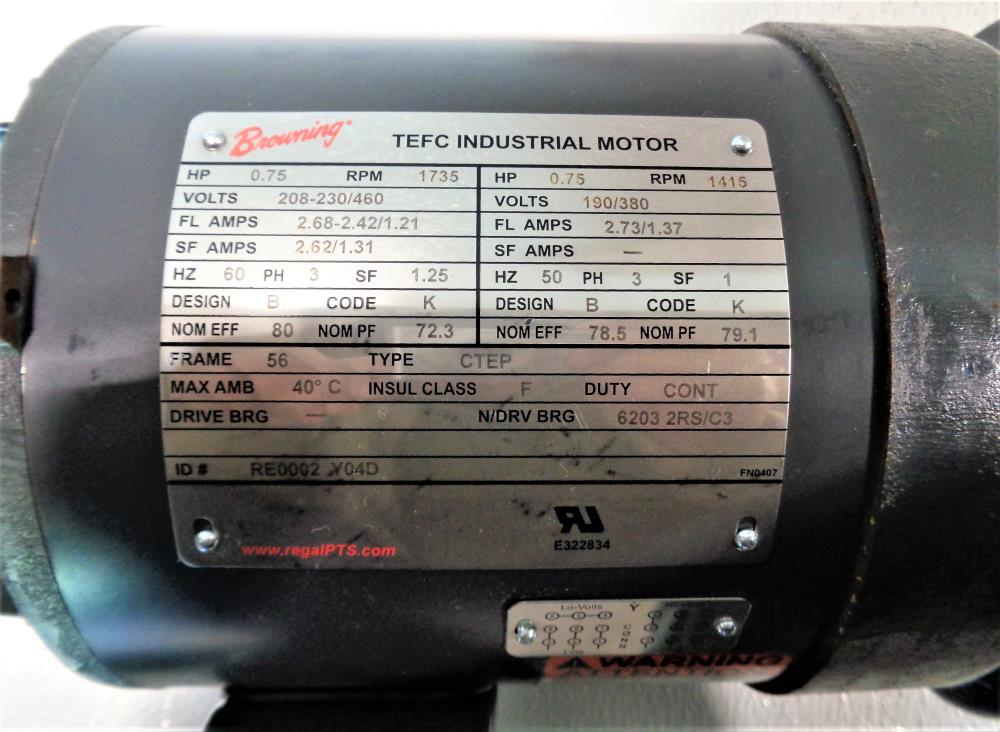 Browning
TEFC INDUSTRIAL MOTOR
HP 0.75 RPM 1735
VOLTS 208-230/460
FL AMPS 2.68-2.42/1.21
SF AMPS 2.62/1.31
HZ 60 PH 3 SF 1.25
DESIGN B CODE K
NOM EFF 80 NOM PF 72.3
HP 0.75 RPM 1415
VOLTS 190/380
FL AMPS 2.73/1.37
SF AMPS —
HZ 50 PH 3 SF 1
DESIGN B CODE K
NOM EFF 78.5 NOM PF 79.1
FRAME 56 TYPE CTEP
MAX AMB 40° C INSUL CLASS F DUTY CONT
DRIVE BRG — N/DRV BRG 6203 2RS/C3
ID # RE0002 Y04D
FN0407
E322834
www.regalPTS.com
Lo-Volts Y
Line
WARNING